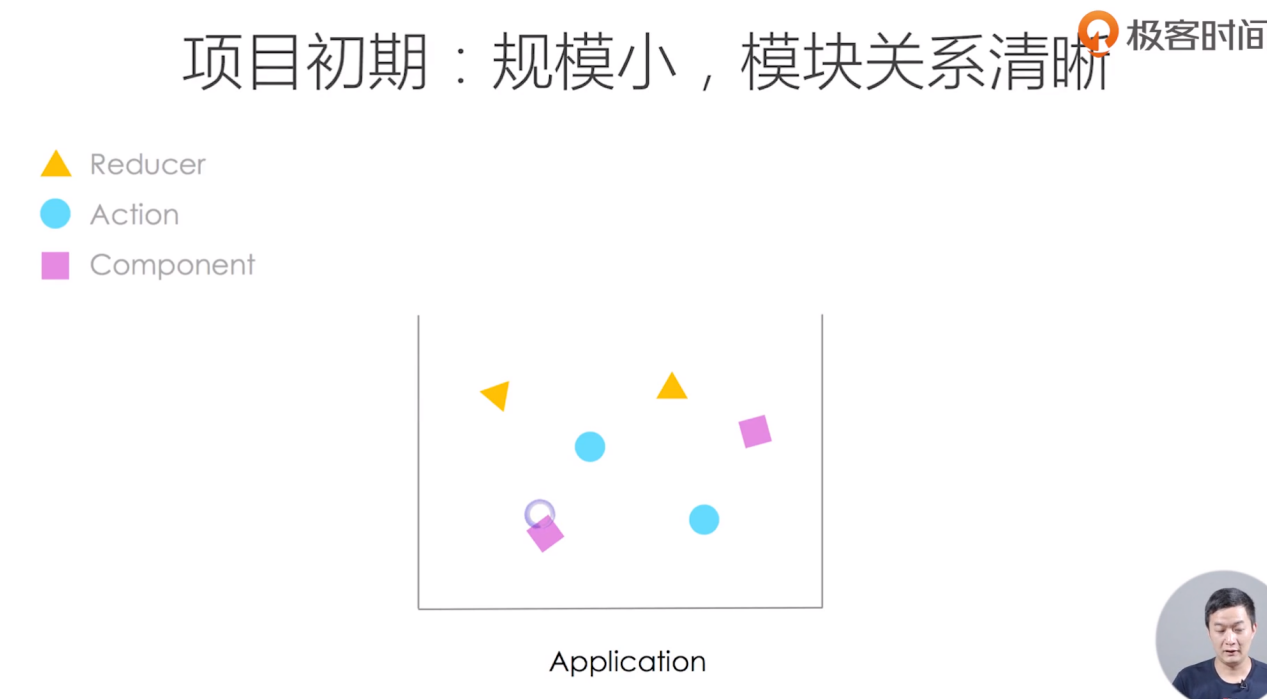 项目初期：规模小，模块关系清晰
极客时间
Reducer
Action
Component
Application